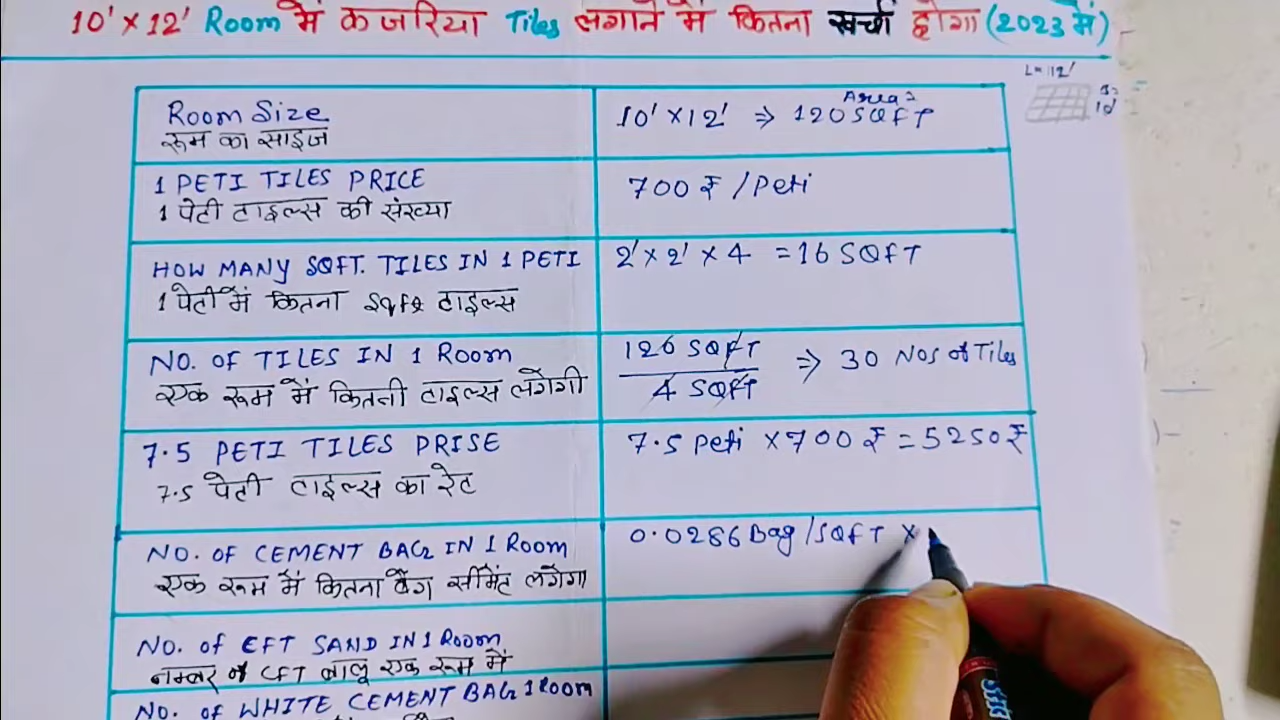 10' × 12' Room में कजरिया Tiles लगाने में कितना खर्चा होगा (2023 में)
L = 12'
B =
10'
Room Size
रूम का साइज
Area =
10' × 12' ⇒ 120 SQFT
1 PETI TILES PRICE
1 पेटी टाइल्स की संख्या
700 ₹ / Peti
HOW MANY SQFT. TILES IN 1 PETI
1 पेटी में कितना sqft टाइल्स
2' × 2' × 4 = 16 SQFT
NO. OF TILES IN 1 ROOM
एक रूम में कितनी टाइल्स लगेगी
120 SQFT
4 SQFT
⇒ 30 Nos of Tiles
7.5 PETI TILES PRISE
7.5 पेटी टाइल्स का रेट
7.5 Peti × 700 ₹ = 5250 ₹
NO. OF CEMENT BAG IN 1 ROOM
एक रूम में कितना बैग सीमेंट लगेगा
0.0286 Bag / SQFT ×
NO. of CFT SAND IN 1 ROOM
नम्बर of CFT बालू एक रूम में
NO. of WHITE CEMENT BAG 1 ROOM